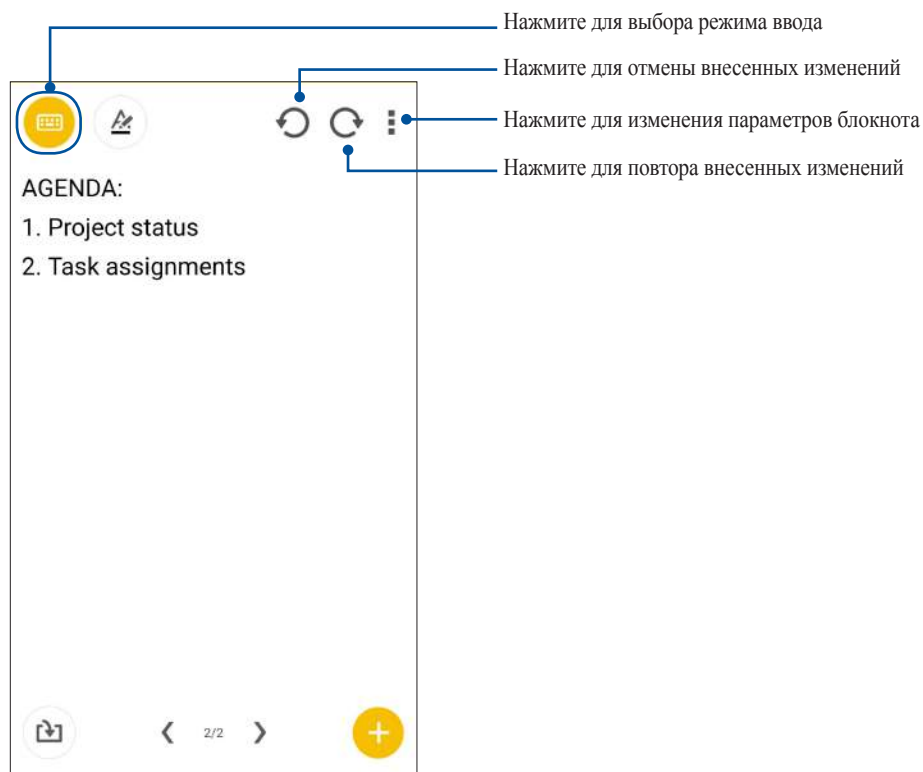 Нажмите для выбора режима ввода
Нажмите для отмены внесенных изменений
Нажмите для изменения параметров блокнота
Нажмите для повтора внесенных изменений
AGENDA:
1. Project status
2. Task assignments
2/2